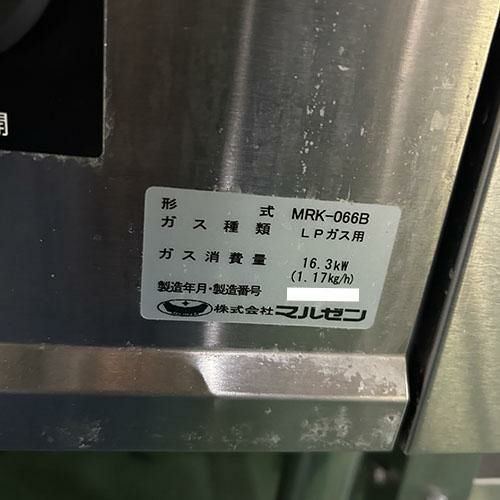 開
形式 MRK-066B
ガス種類 LPガス用
ガス消費量 16.3kW
(1.17kg/h)
製造年月・製造番号
株式会社マルゼン